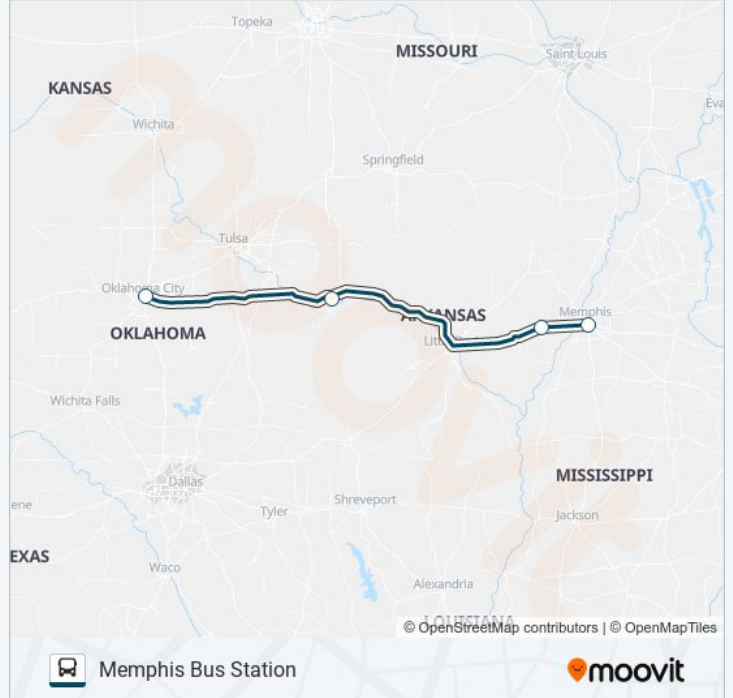 Topeka
MISSOURI
Saint Louis
KANSAS
Eva
Wichita
Springfield
Tulsa
Oklahoma City
ARKANSAS
Memphis
OKLAHOMA
Litt
Wichita Falls
MISSISSIPPI
Dallas
ene
Tyler
Shreveport
Jackson
EXAS
Waco
Alexandria
LOUISIANA
© OpenStreetMap contributors | © OpenMapTiles
Memphis Bus Station
moovit